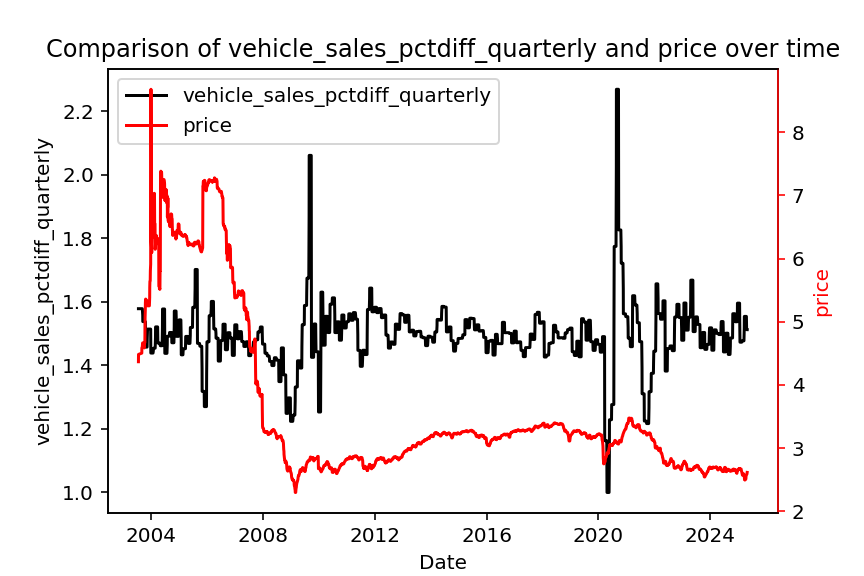 Comparison of vehicle_sales_pctdiff_quarterly and price over time
vehicle_sales_pctdiff_quarterly
price
2.2
2.0
1.8
1.6
1.4
1.2
1.0
vehicle_sales_pctdiff_quarterly
8
7
6
5
4
3
2
price
2004 2008 2012 2016 2020 2024
Date